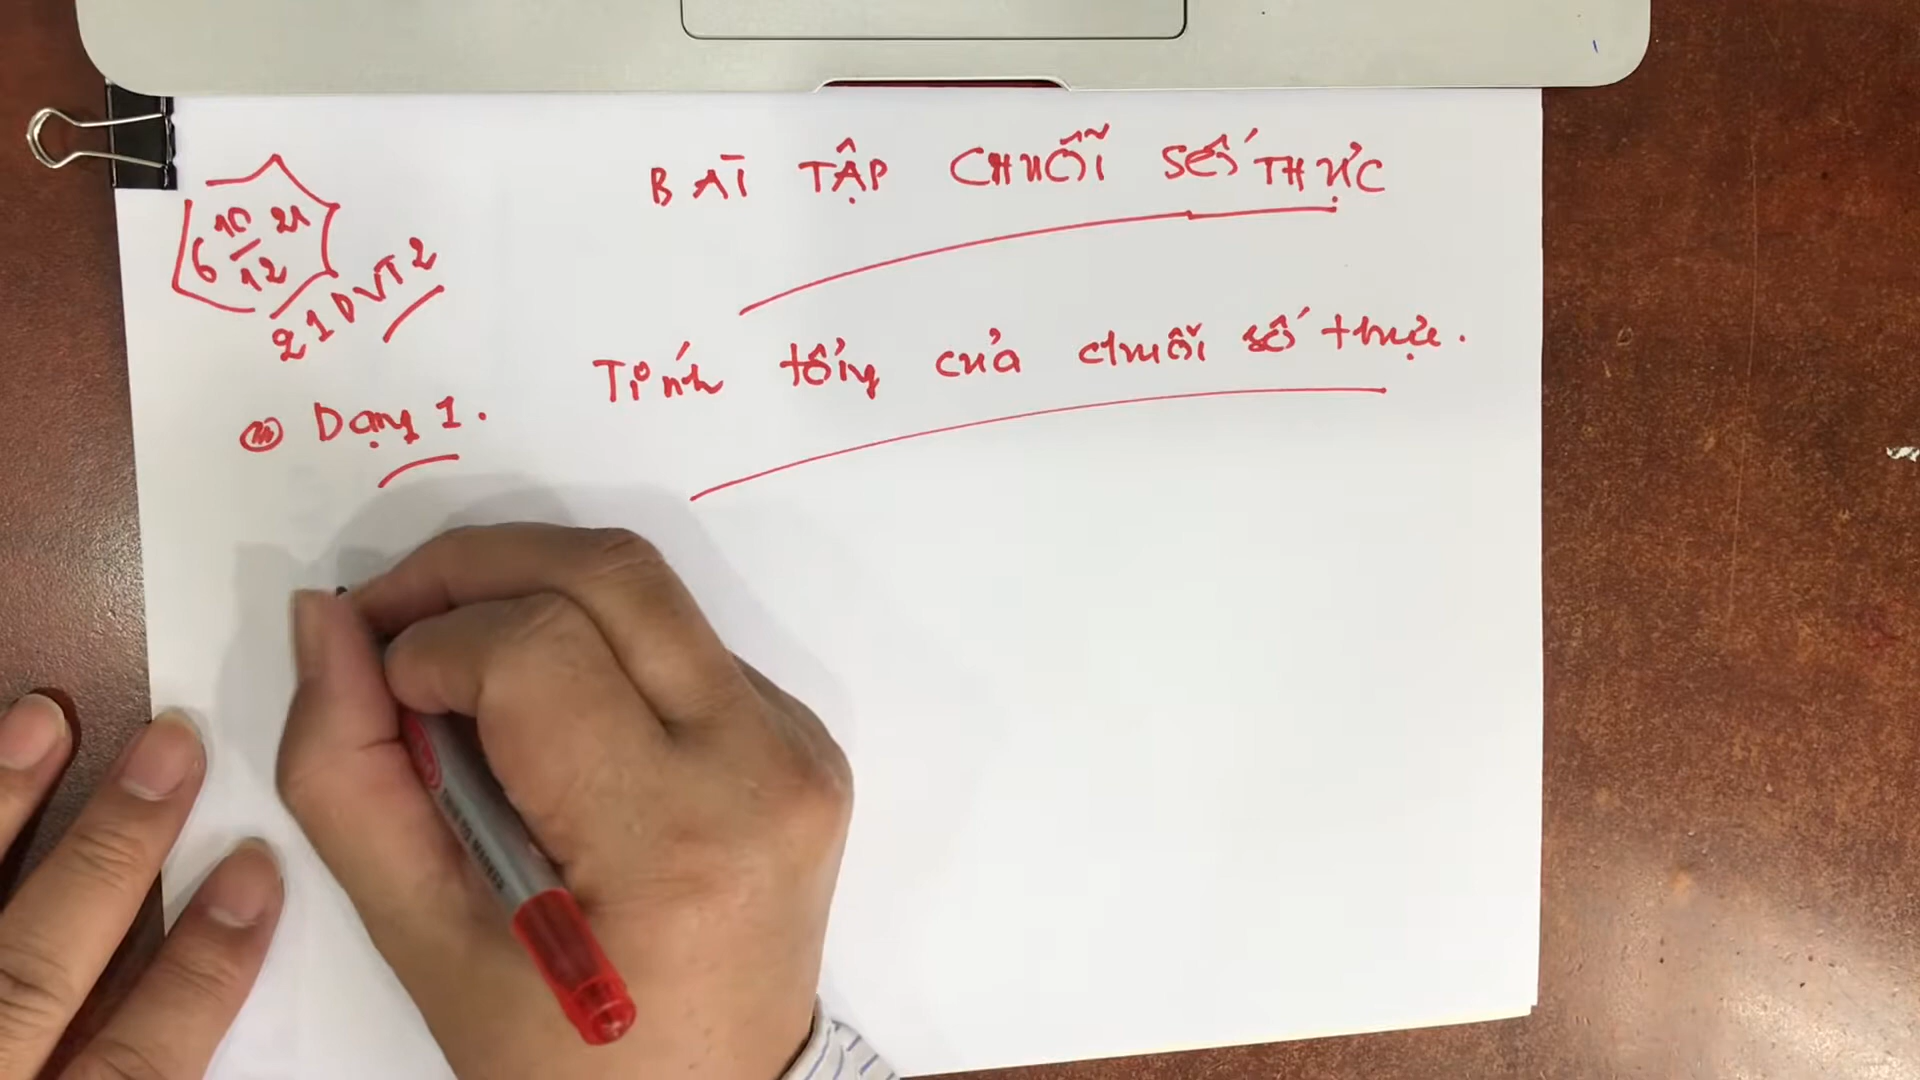 BÀI TẬP CHUỖI SỐ THỰC
6 10 21
12
21DVT2
Dạng 1. Tính tổng của chuỗi số thực.